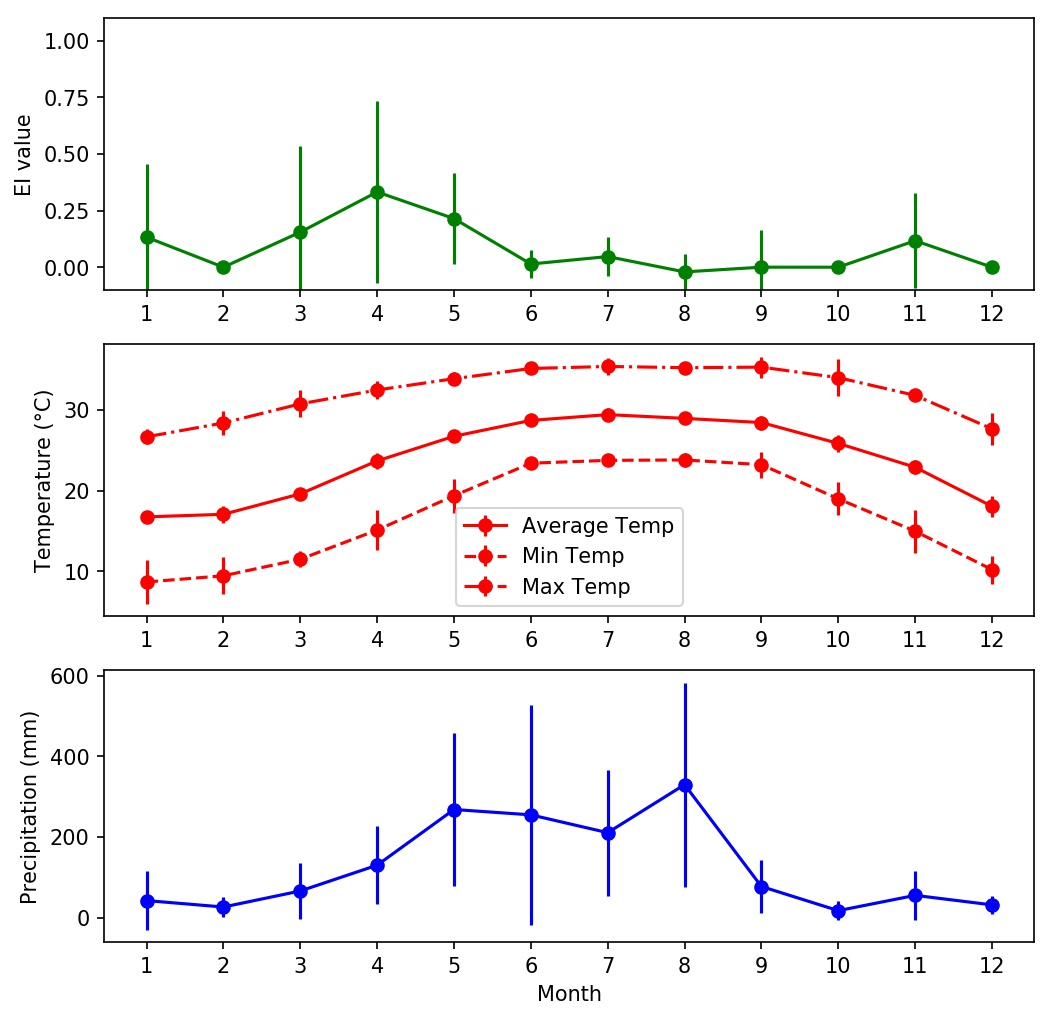 EI value
1.00
0.75
0.50
0.25
0.00
1 2 3 4 5 6 7 8 9 10 11 12
Temperature (°C)
30
20
10
Average Temp
Min Temp
Max Temp
1 2 3 4 5 6 7 8 9 10 11 12
Precipitation (mm)
600
400
200
0
1 2 3 4 5 6 7 8 9 10 11 12
Month